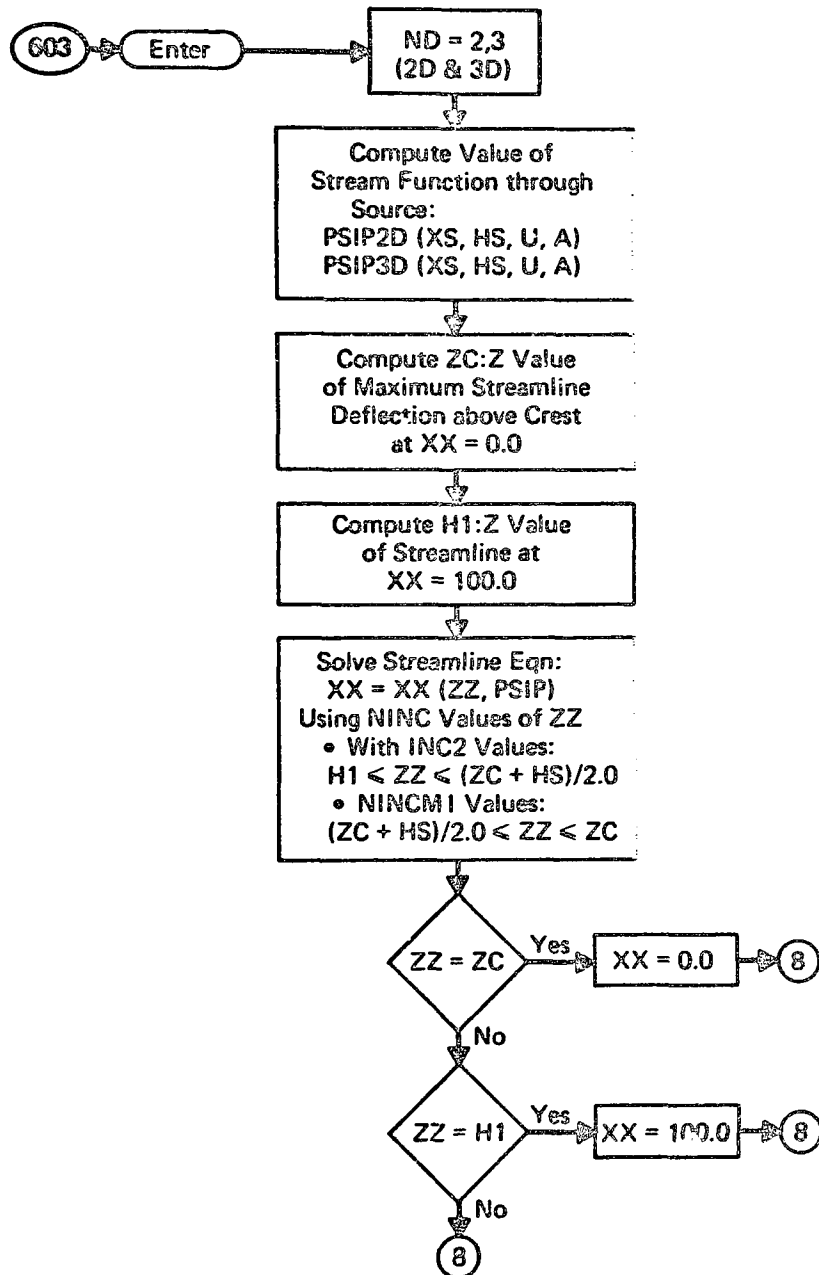 603
Enter
ND = 2,3
(2D & 3D)
Compute Value of
Stream Function through
Source:
PSIP2D (XS, HS, U, A)
PSIP3D (XS, HS, U, A)
Compute ZC:Z Value
of Maximum Streamline
Deflection above Crest
at XX = 0.0
Compute H1:Z Value
of Streamline at
XX = 100.0
Solve Streamline Eqn:
XX = XX (ZZ, PSIP)
Using NINC Values of ZZ
• With INC2 Values:
H1 ⩽ ZZ ⩽ (ZC + HS)/2.0
• NINCM1 Values:
(ZC + HS)/2.0 ⩽ ZZ ⩽ ZC
ZZ = ZC
Yes
XX = 0.0
8
No
ZZ = H1
Yes
XX = 100.0
8
No
8